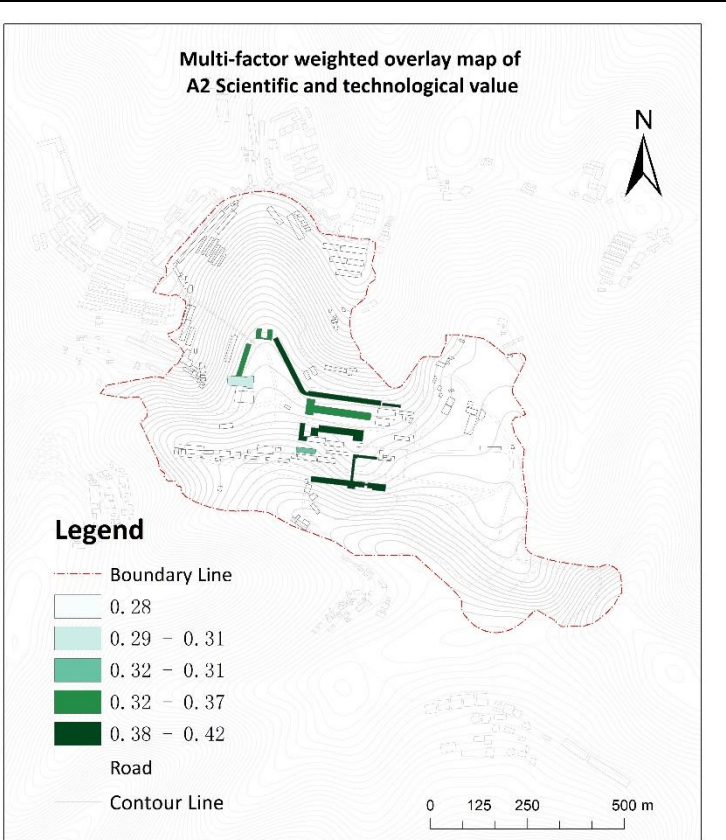 Multi-factor weighted overlay map of
A2 Scientific and technological value
N
Legend
Boundary Line
0.28
0.29 - 0.31
0.32 - 0.31
0.32 - 0.37
0.38 - 0.42
Road
Contour Line
0 125 250 500 m